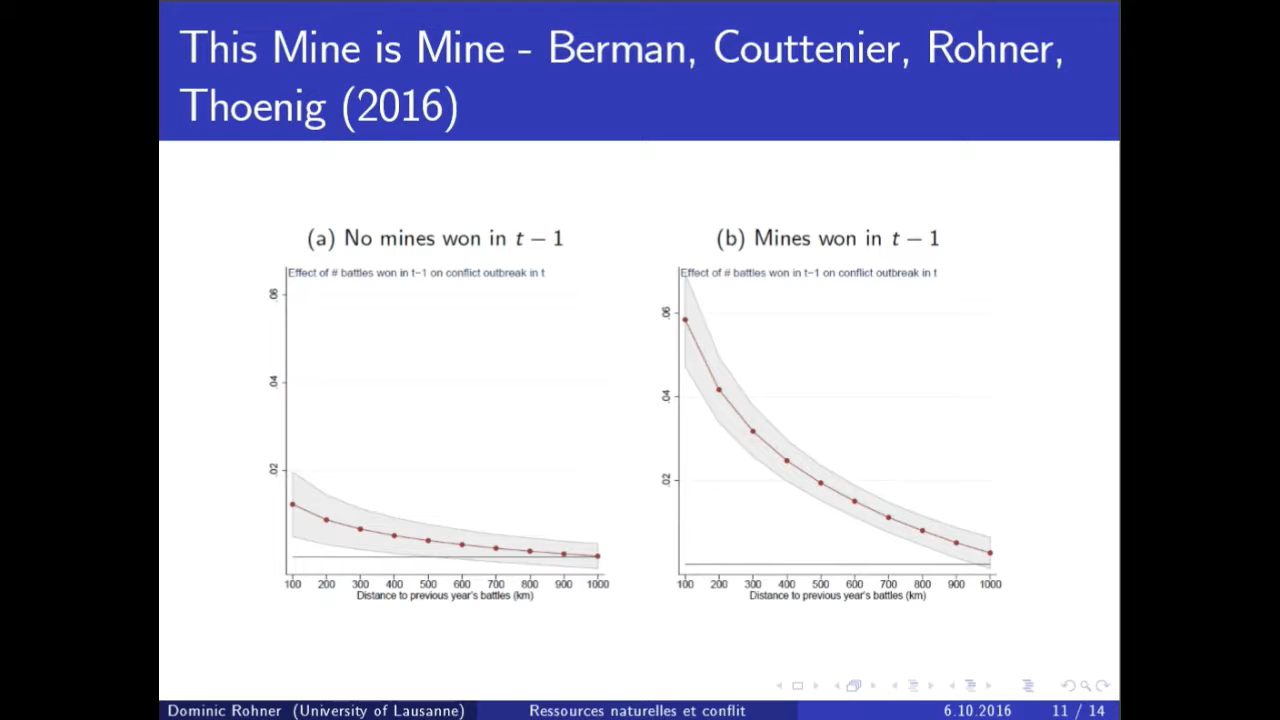 This Mine is Mine - Berman, Couttenier, Rohner,
Thoenig (2016)
(a) No mines won in t − 1
Effect of # battles won in t−1 on conflict outbreak in t
.06
.04
.02
100 200 300 400 500 600 700 800 900 1000
Distance to previous year's battles (km)
(b) Mines won in t − 1
Effect of # battles won in t−1 on conflict outbreak in t
.06
.04
.02
100 200 300 400 500 600 700 800 900 1000
Distance to previous year's battles (km)
Dominic Rohner (University of Lausanne) Ressources naturelles et conflit 6.10.2016 11 / 14